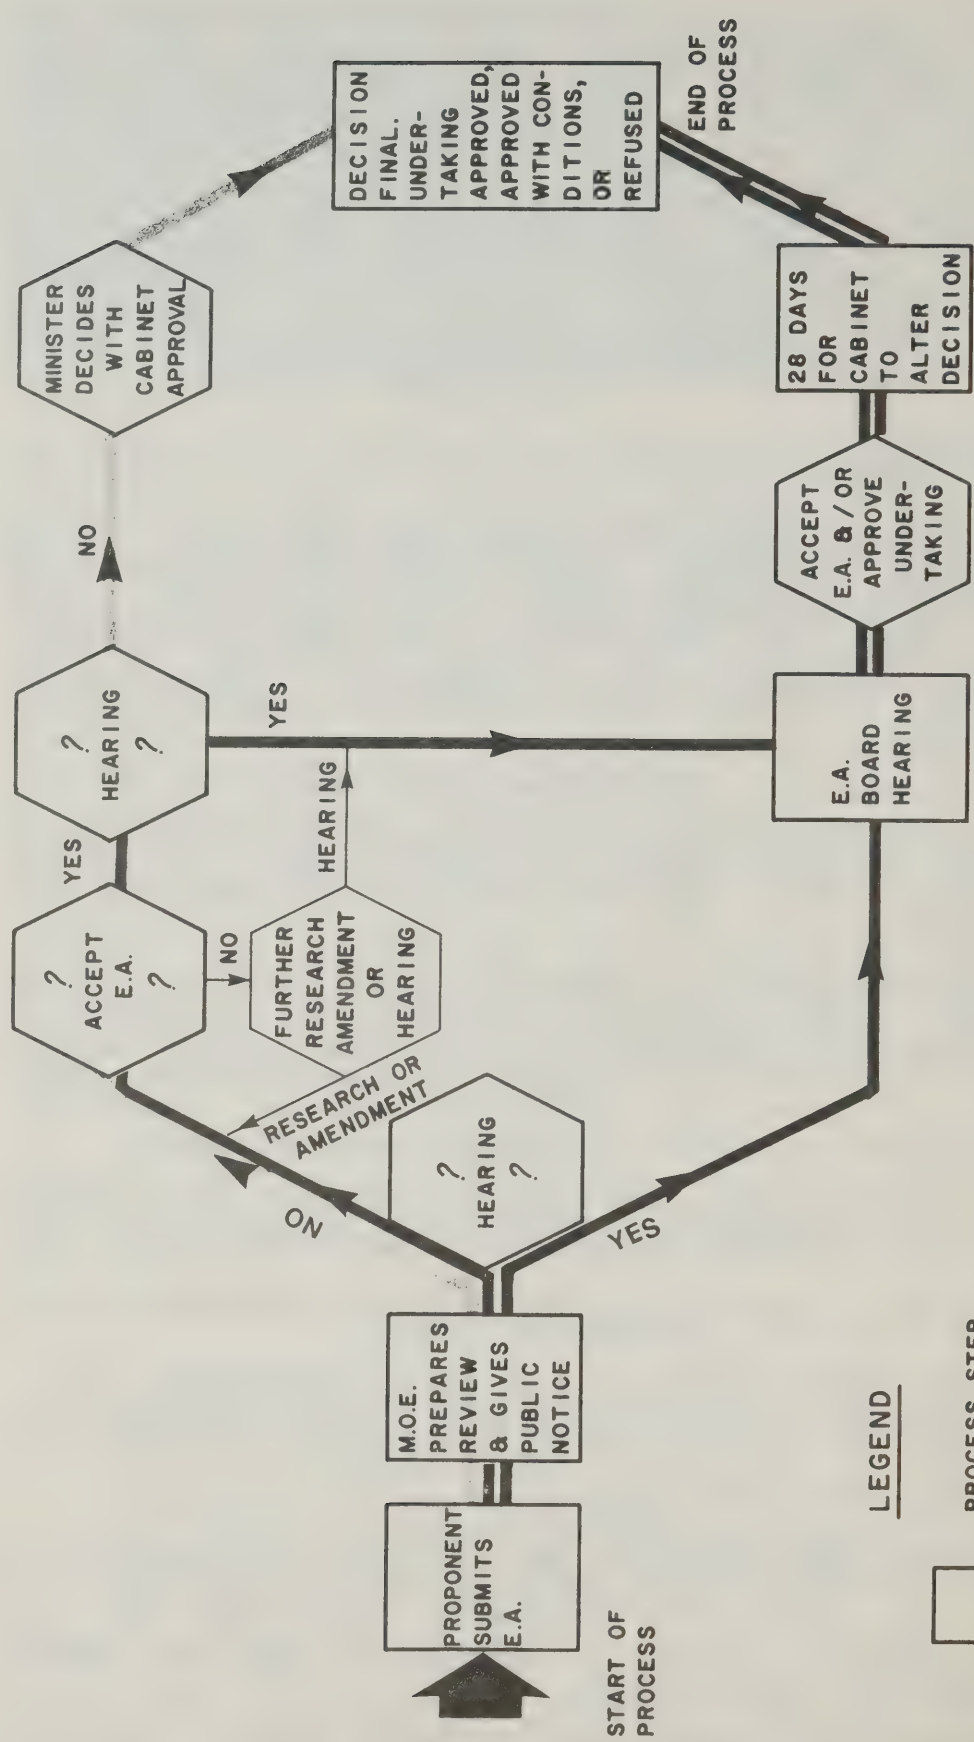 START OF
PROCESS
PROPONENT
SUBMITS
E.A.
M.O.E.
PREPARES
REVIEW
& GIVES
PUBLIC
NOTICE
?
HEARING
?
NO
YES
RESEARCH OR
AMENDMENT
?
ACCEPT
E.A.
?
NO
YES
FURTHER
RESEARCH
AMENDMENT
OR
HEARING
HEARING
?
HEARING
?
YES
NO
MINISTER
DECIDES
WITH
CABINET
APPROVAL
E.A.
BOARD
HEARING
ACCEPT
E.A. & / OR
APPROVE
UNDER-
TAKING
28 DAYS
FOR
CABINET
TO
ALTER
DECISION
DECISION
FINAL.
UNDER-
TAKING
APPROVED,
APPROVED
WITH CON-
DITIONS,
OR
REFUSED
END OF
PROCESS
LEGEND
PROCESS STEP